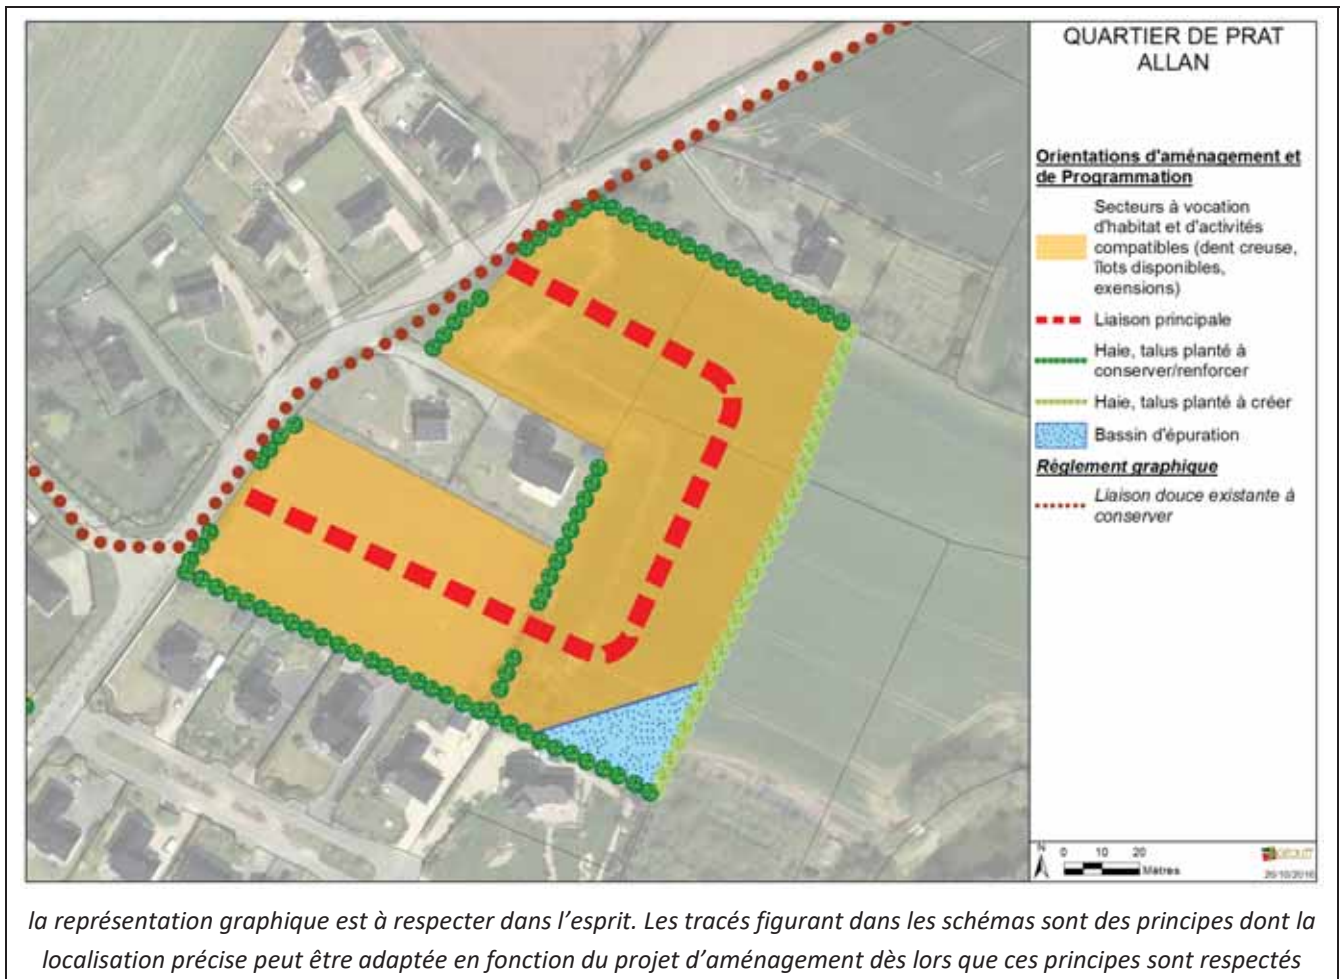 QUARTIER DE PRAT
ALLAN
Orientations d'aménagement et
de Programmation
Secteurs à vocation
d'habitat et d'activités
compatibles (dent creuse,
îlots disponibles,
exensions)
Liaison principale
Haie, talus planté à
conserver/renforcer
Haie, talus planté à créer
Bassin d'épuration
Règlement graphique
Liaison douce existante à
conserver
N
0 10 20
Mètres
la représentation graphique est à respecter dans l'esprit. Les tracés figurant dans les schémas sont des principes dont la
localisation précise peut être adaptée en fonction du projet d'aménagement dès lors que ces principes sont respectés